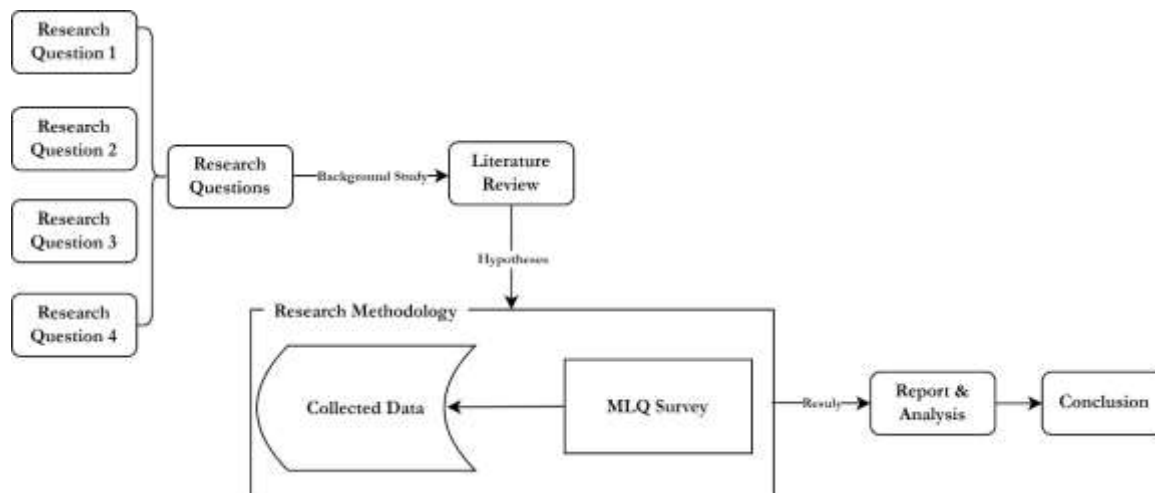 Research
Question 1
Research
Question 2
Research
Questions
Background Study
Literature
Review
Research
Question 3
Hypotheses
Research
Question 4
Research Methodology
Collected Data
MLQ Survey
Result
Report &
Analysis
Conclusion